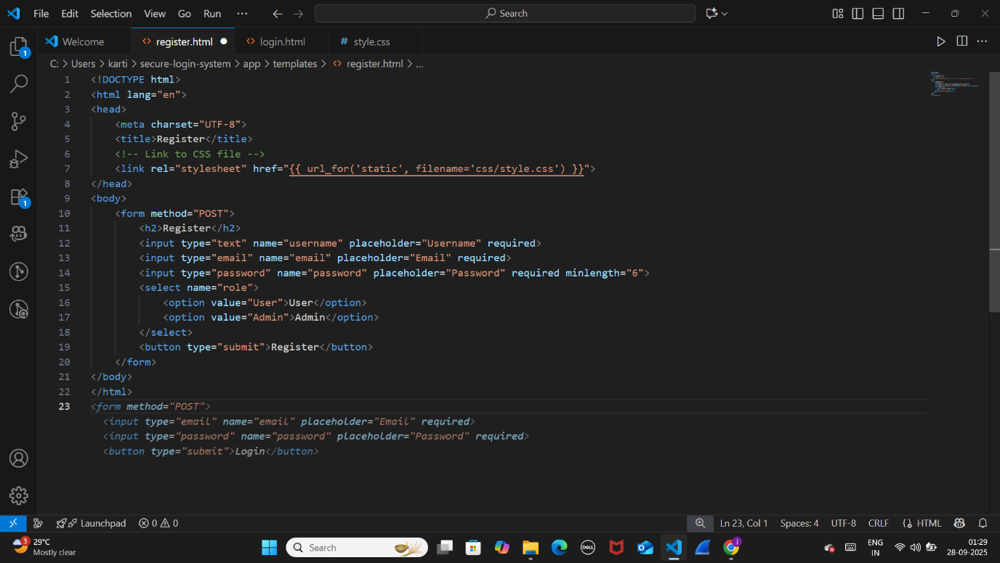 File Edit Selection View Go Run ··· Search
Welcome register.html login.html # style.css
C: > Users > karti > secure-login-system > app > templates > register.html > ...
1 <!DOCTYPE html>
2 <html lang="en">
3 <head>
4 <meta charset="UTF-8">
5 <title>Register</title>
6 <!-- Link to CSS file -->
7 <link rel="stylesheet" href="{{ url_for('static', filename='css/style.css') }}">
8 </head>
9 <body>
10 <form method="POST">
11 <h2>Register</h2>
12 <input type="text" name="username" placeholder="Username" required>
13 <input type="email" name="email" placeholder="Email" required>
14 <input type="password" name="password" placeholder="Password" required minlength="6">
15 <select name="role">
16 <option value="User">User</option>
17 <option value="Admin">Admin</option>
18 </select>
19 <button type="submit">Register</button>
20 </form>
21 </body>
22 </html>
23 <form method="POST">
<input type="email" name="email" placeholder="Email" required>
<input type="password" name="password" placeholder="Password" required>
<button type="submit">Login</button>
1
1
Launchpad 0 0 Ln 23, Col 1 Spaces: 4 UTF-8 CRLF HTML
3 29°C
Mostly clear
Search
DELL
i
ENG
IN
01:29
28-09-2025